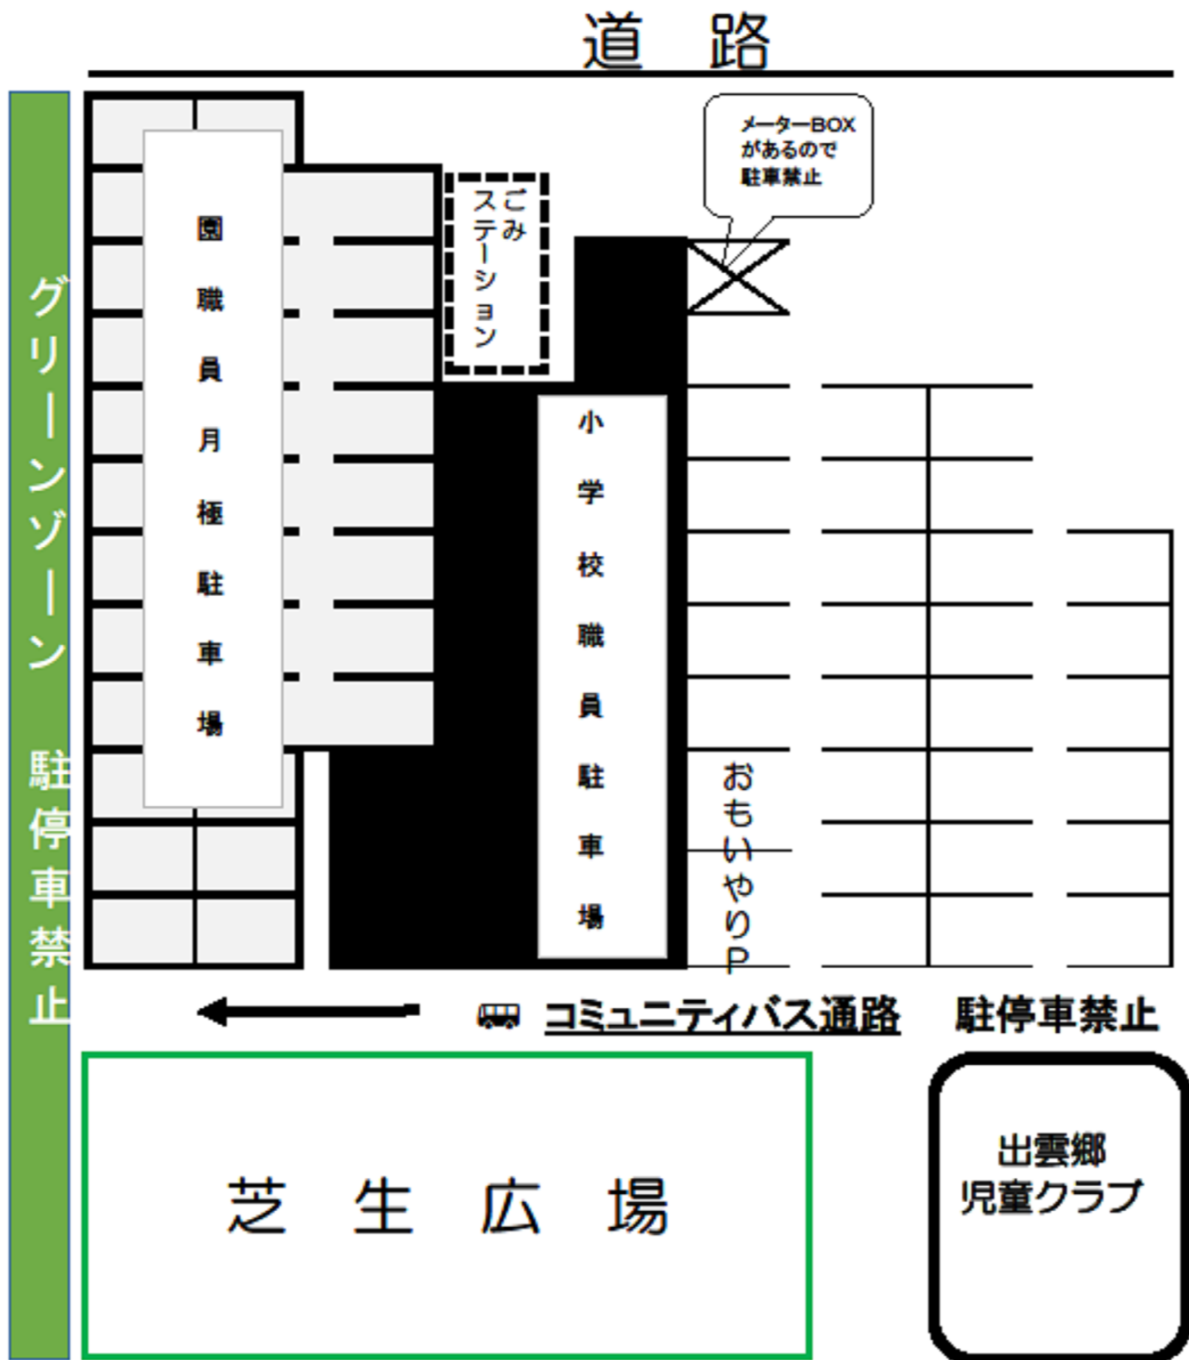 道 路
メーターBOX
があるので
駐車禁止
ごみ
ステーション
グリーンゾーン 駐停車禁止
園職員月極駐車場
小学校職員駐車場
おもいやりP
コミュニティバス通路 駐停車禁止
芝 生 広 場
出雲郷
児童クラブ